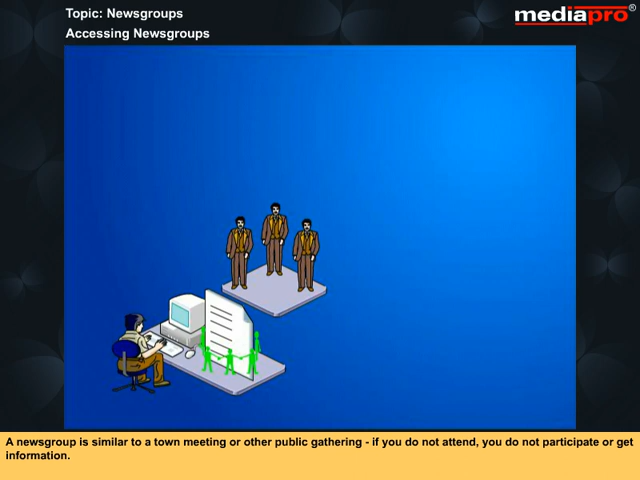 Topic: Newsgroups
mediapro®
Accessing Newsgroups
A newsgroup is similar to a town meeting or other public gathering - if you do not attend, you do not participate or get
information.